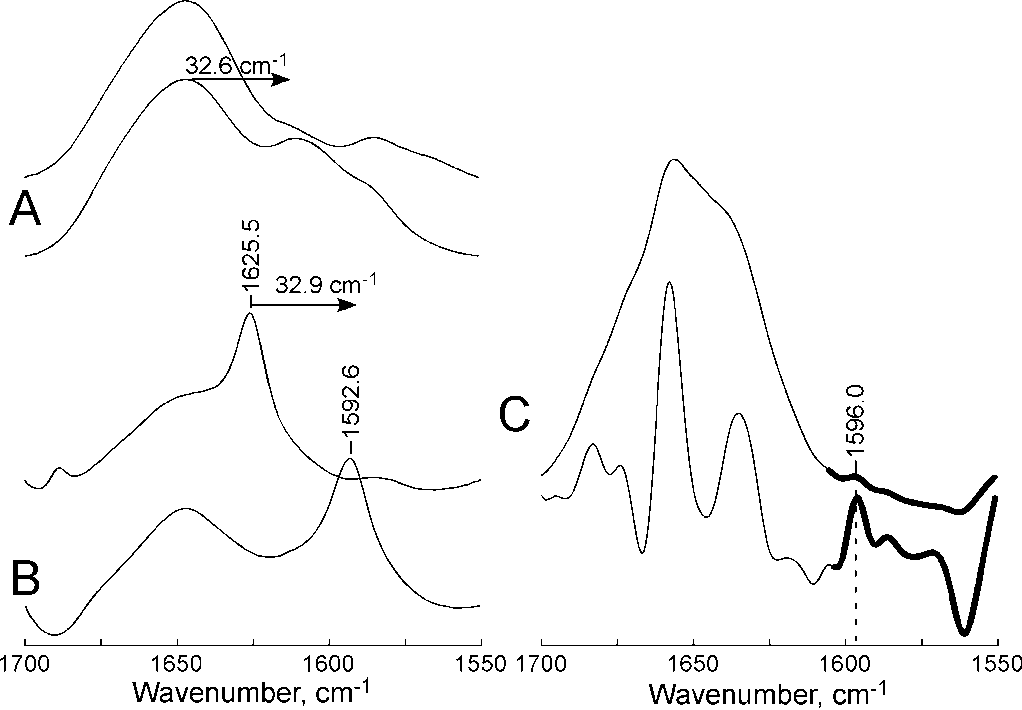 32.6 cm-1
A
1625.5
32.9 cm-1
1592.6
B
C
1596.0
1700 1650 1600 1550
Wavenumber, cm-1
1700 1650 1600 1550
Wavenumber, cm-1